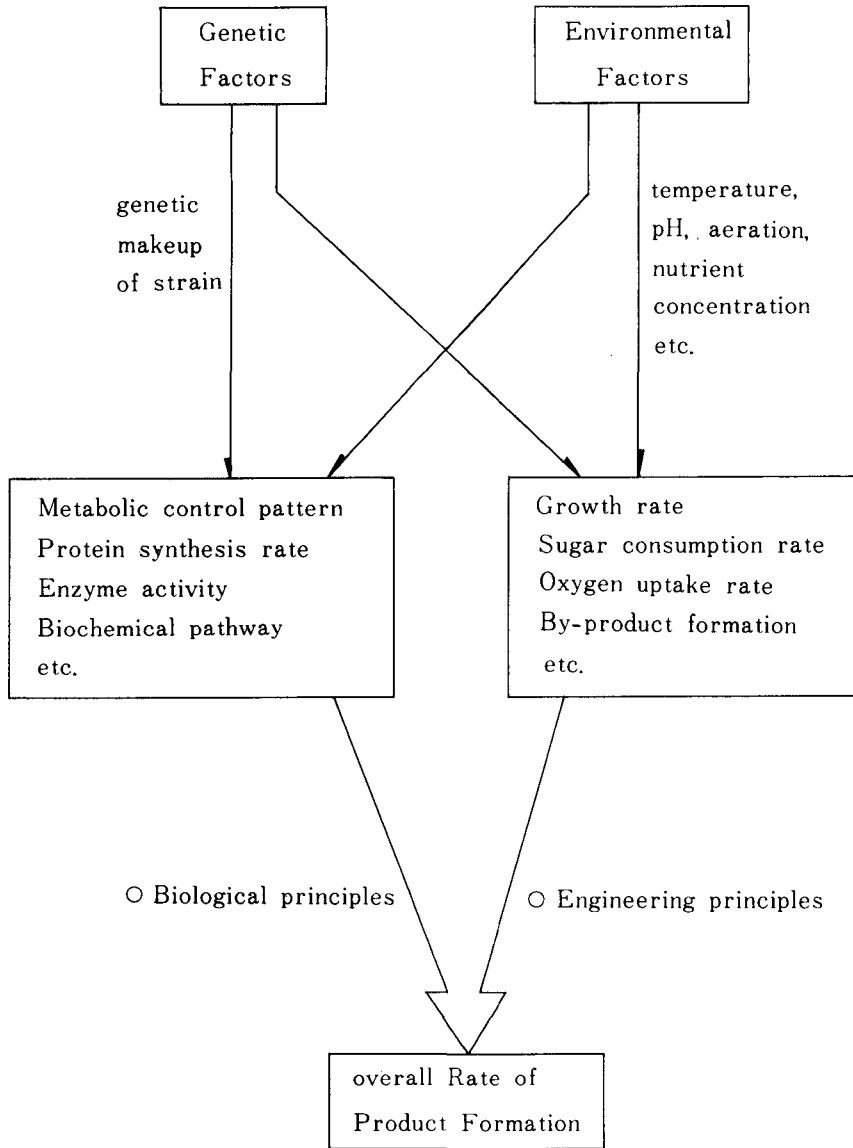 Genetic
Factors
Environmental
Factors
genetic
makeup
of strain
temperature,
pH, aeration,
nutrient
concentration
etc.
Metabolic control pattern
Protein synthesis rate
Enzyme activity
Biochemical pathway
etc.
Growth rate
Sugar consumption rate
Oxygen uptake rate
By-product formation
etc.
○ Biological principles
○ Engineering principles
overall Rate of
Product Formation